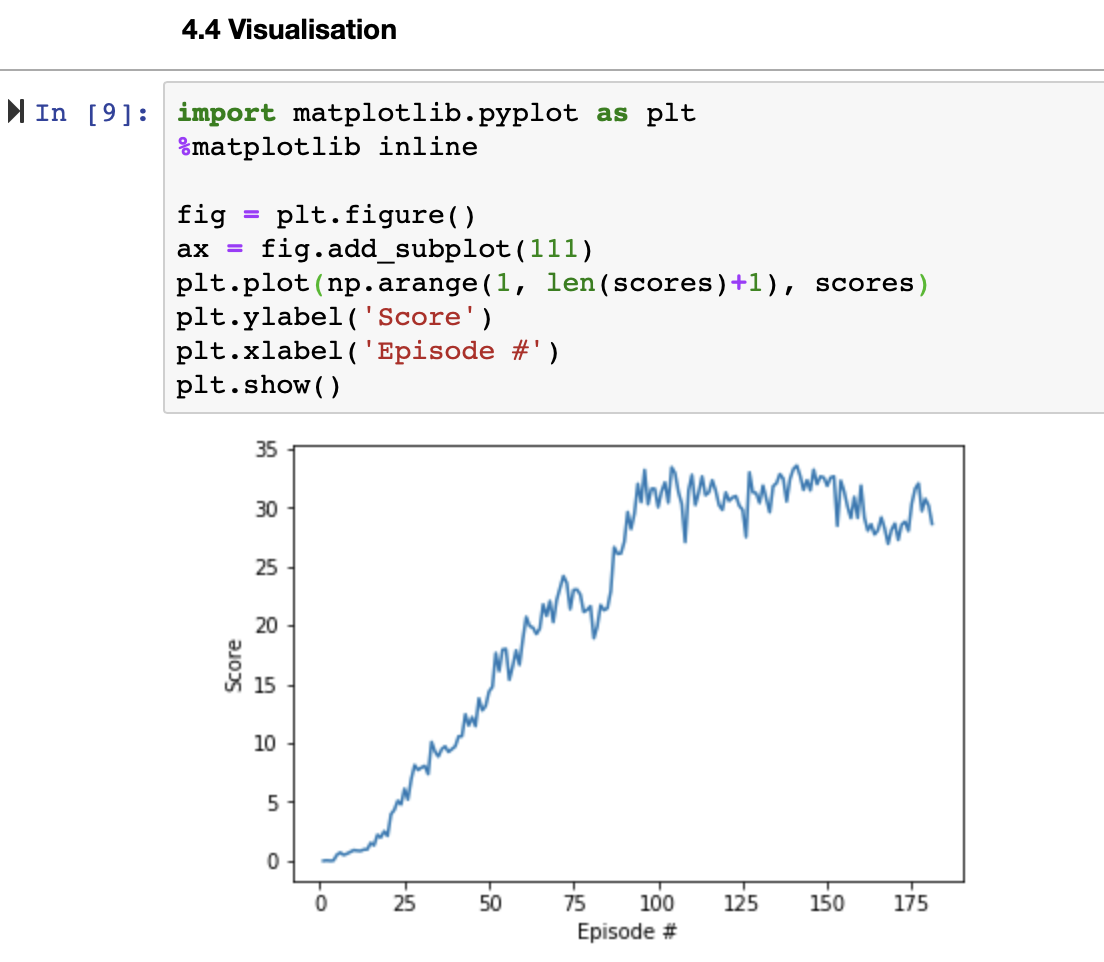 4.4 Visualisation
In [9]:
import matplotlib.pyplot as plt
%matplotlib inline
fig = plt.figure()
ax = fig.add_subplot(111)
plt.plot(np.arange(1, len(scores)+1), scores)
plt.ylabel('Score')
plt.xlabel('Episode #')
plt.show()
35
30
25
20
15
10
5
0
Score
0 25 50 75 100 125 150 175
Episode #